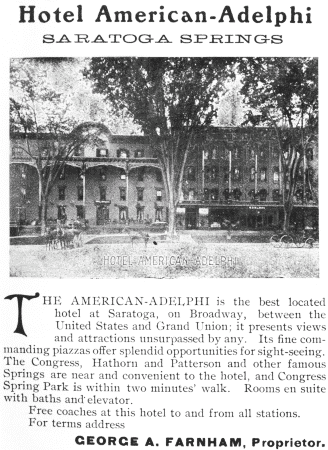 Hotel American-Adelphi
SARATOGA SPRINGS
HOTEL AMERICAN ADELPHI
THE AMERICAN-ADELPHI is the best located
hotel at Saratoga, on Broadway, between the
United States and Grand Union; it presents views
and attractions unsurpassed by any. Its fine com-
manding piazzas offer splendid opportunities for sight-seeing.
The Congress, Hathorn and Patterson and other famous
Springs are near and convenient to the hotel, and Congress
Spring Park is within two minutes' walk. Rooms en suite
with baths and elevator.
Free coaches at this hotel to and from all stations.
For terms address
GEORGE A. FARNHAM, Proprietor.